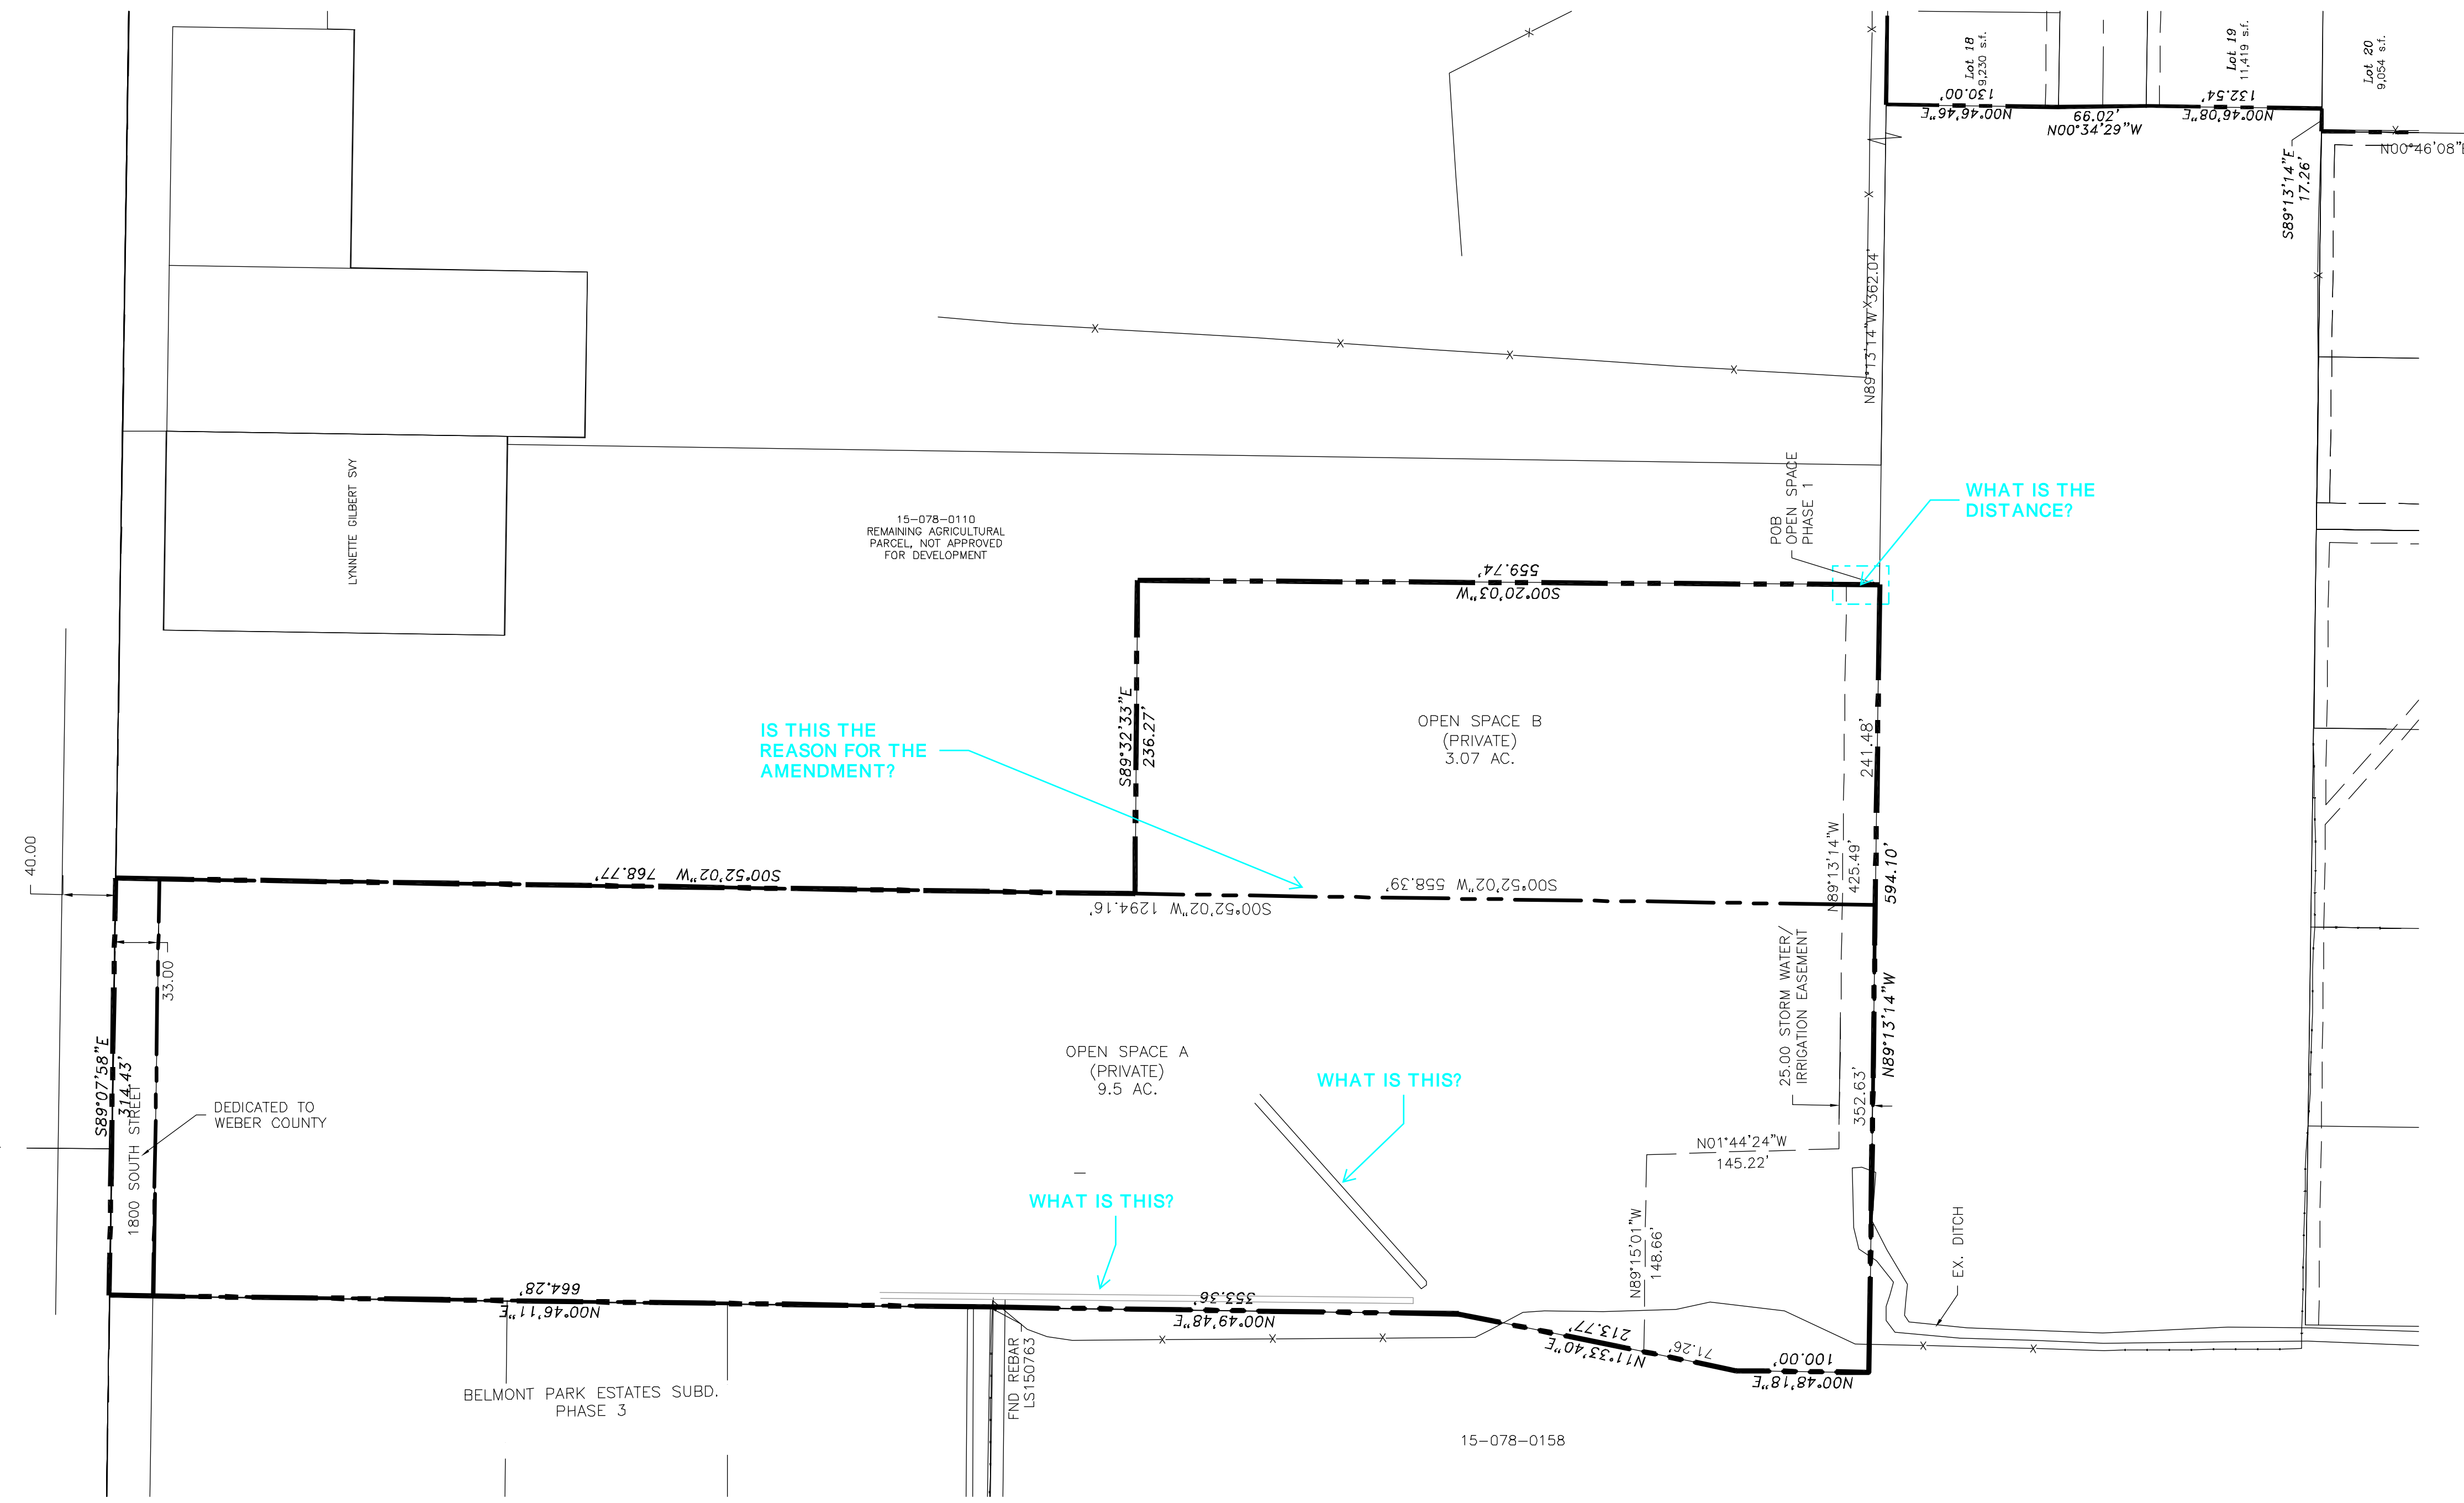 Lot 18
9,230 s.f.
Lot 19
11,419 s.f.
Lot 20
9,054 s.f.
130.00'
N00°46'46"E
66.02'
N00°34'29"W
132.54'
N00°46'08"E
N00°46'08"E
S89°13'14"E
17.26'
N89°13'14"W 362.04'
LYNNETTE GILBERT SVY
15-078-0110
REMAINING AGRICULTURAL
PARCEL, NOT APPROVED
FOR DEVELOPMENT
POB
OPEN SPACE
PHASE 1
WHAT IS THE
DISTANCE?
559.74'
S00°20'03"W
S89°32'33"E
236.27'
IS THIS THE
REASON FOR THE
AMENDMENT?
OPEN SPACE B
(PRIVATE)
3.07 AC.
241.48'
N89°13'14"W
425.49'
594.10'
N89°13'14"W
40.00
S00°52'02"W 768.77'
S00°52'02"W 558.39'
S00°52'02"W 1294.16'
33.00
25.00 STORM WATER/
IRRIGATION EASEMENT
352.63'
OPEN SPACE A
(PRIVATE)
9.5 AC.
WHAT IS THIS?
S89°07'58"E
314.43'
1800 SOUTH STREET
DEDICATED TO
WEBER COUNTY
N01°44'24"W
145.22'
WHAT IS THIS?
N89°15'01"W
148.66'
EX. DITCH
664.28'
N00°46'11"E
353.36'
N00°49'48"E
213.77'
N11°33'40"E
71.26'
100.00'
N00°48'18"E
FND REBAR
LS150763
BELMONT PARK ESTATES SUBD.
PHASE 3
15-078-0158